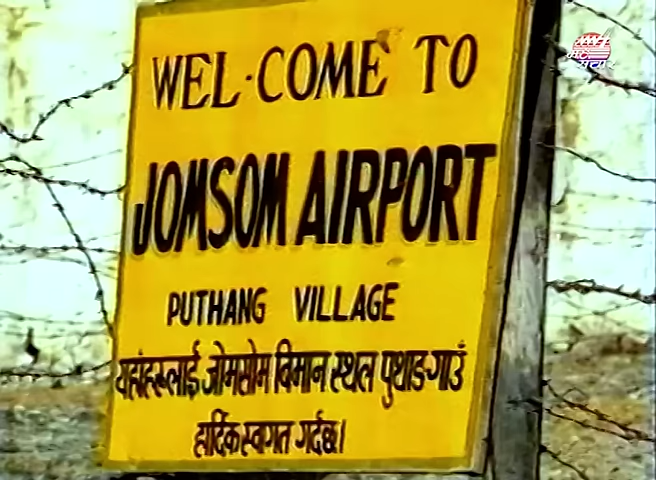 WEL-COME TO
JOMSOM AIRPORT
PUTHANG VILLAGE
यहाँहरूलाई जोमसोम विमान स्थल पुथाङ-गाउँ
हार्दिक स्वागत गर्दछ।